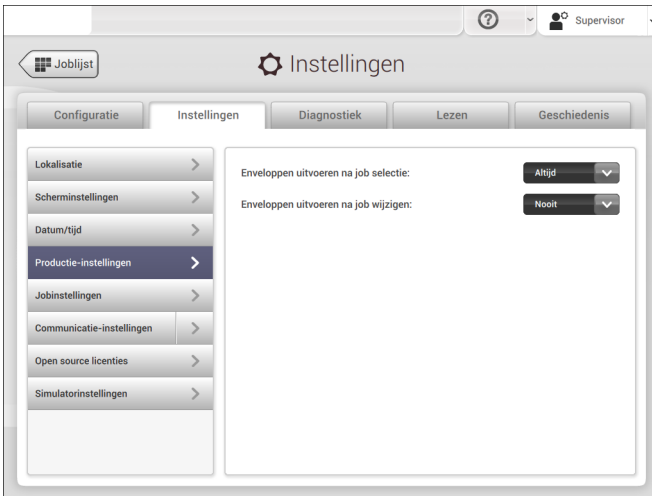 Supervisor
Joblijst
Instellingen
Configuratie
Instellingen
Diagnostiek
Lezen
Geschiedenis
Lokalisatie
Scherminstellingen
Datum/tijd
Productie-instellingen
Jobinstellingen
Communicatie-instellingen
Open source licenties
Simulatorinstellingen
Enveloppen uitvoeren na job selectie:
Altijd
Enveloppen uitvoeren na job wijzigen:
Nooit